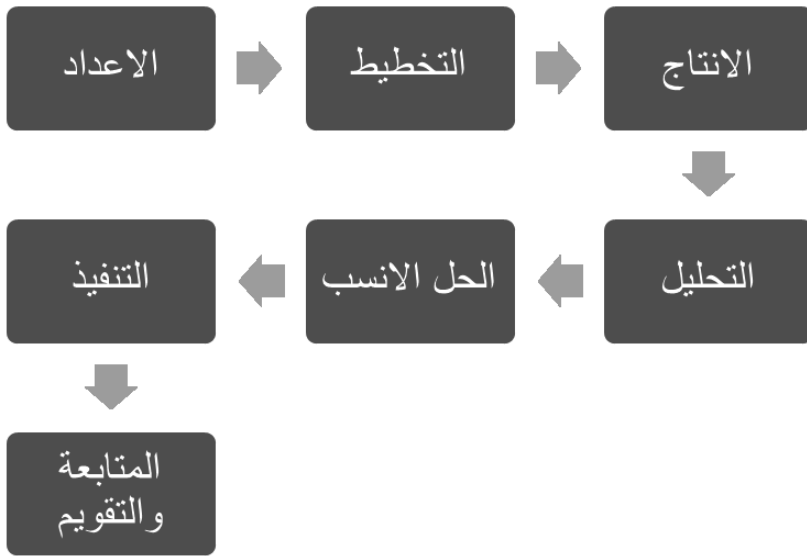 الاعداد
التخطيط
الانتاج
التحليل
الحل الانسب
التنفيذ
المتابعة
والتقويم